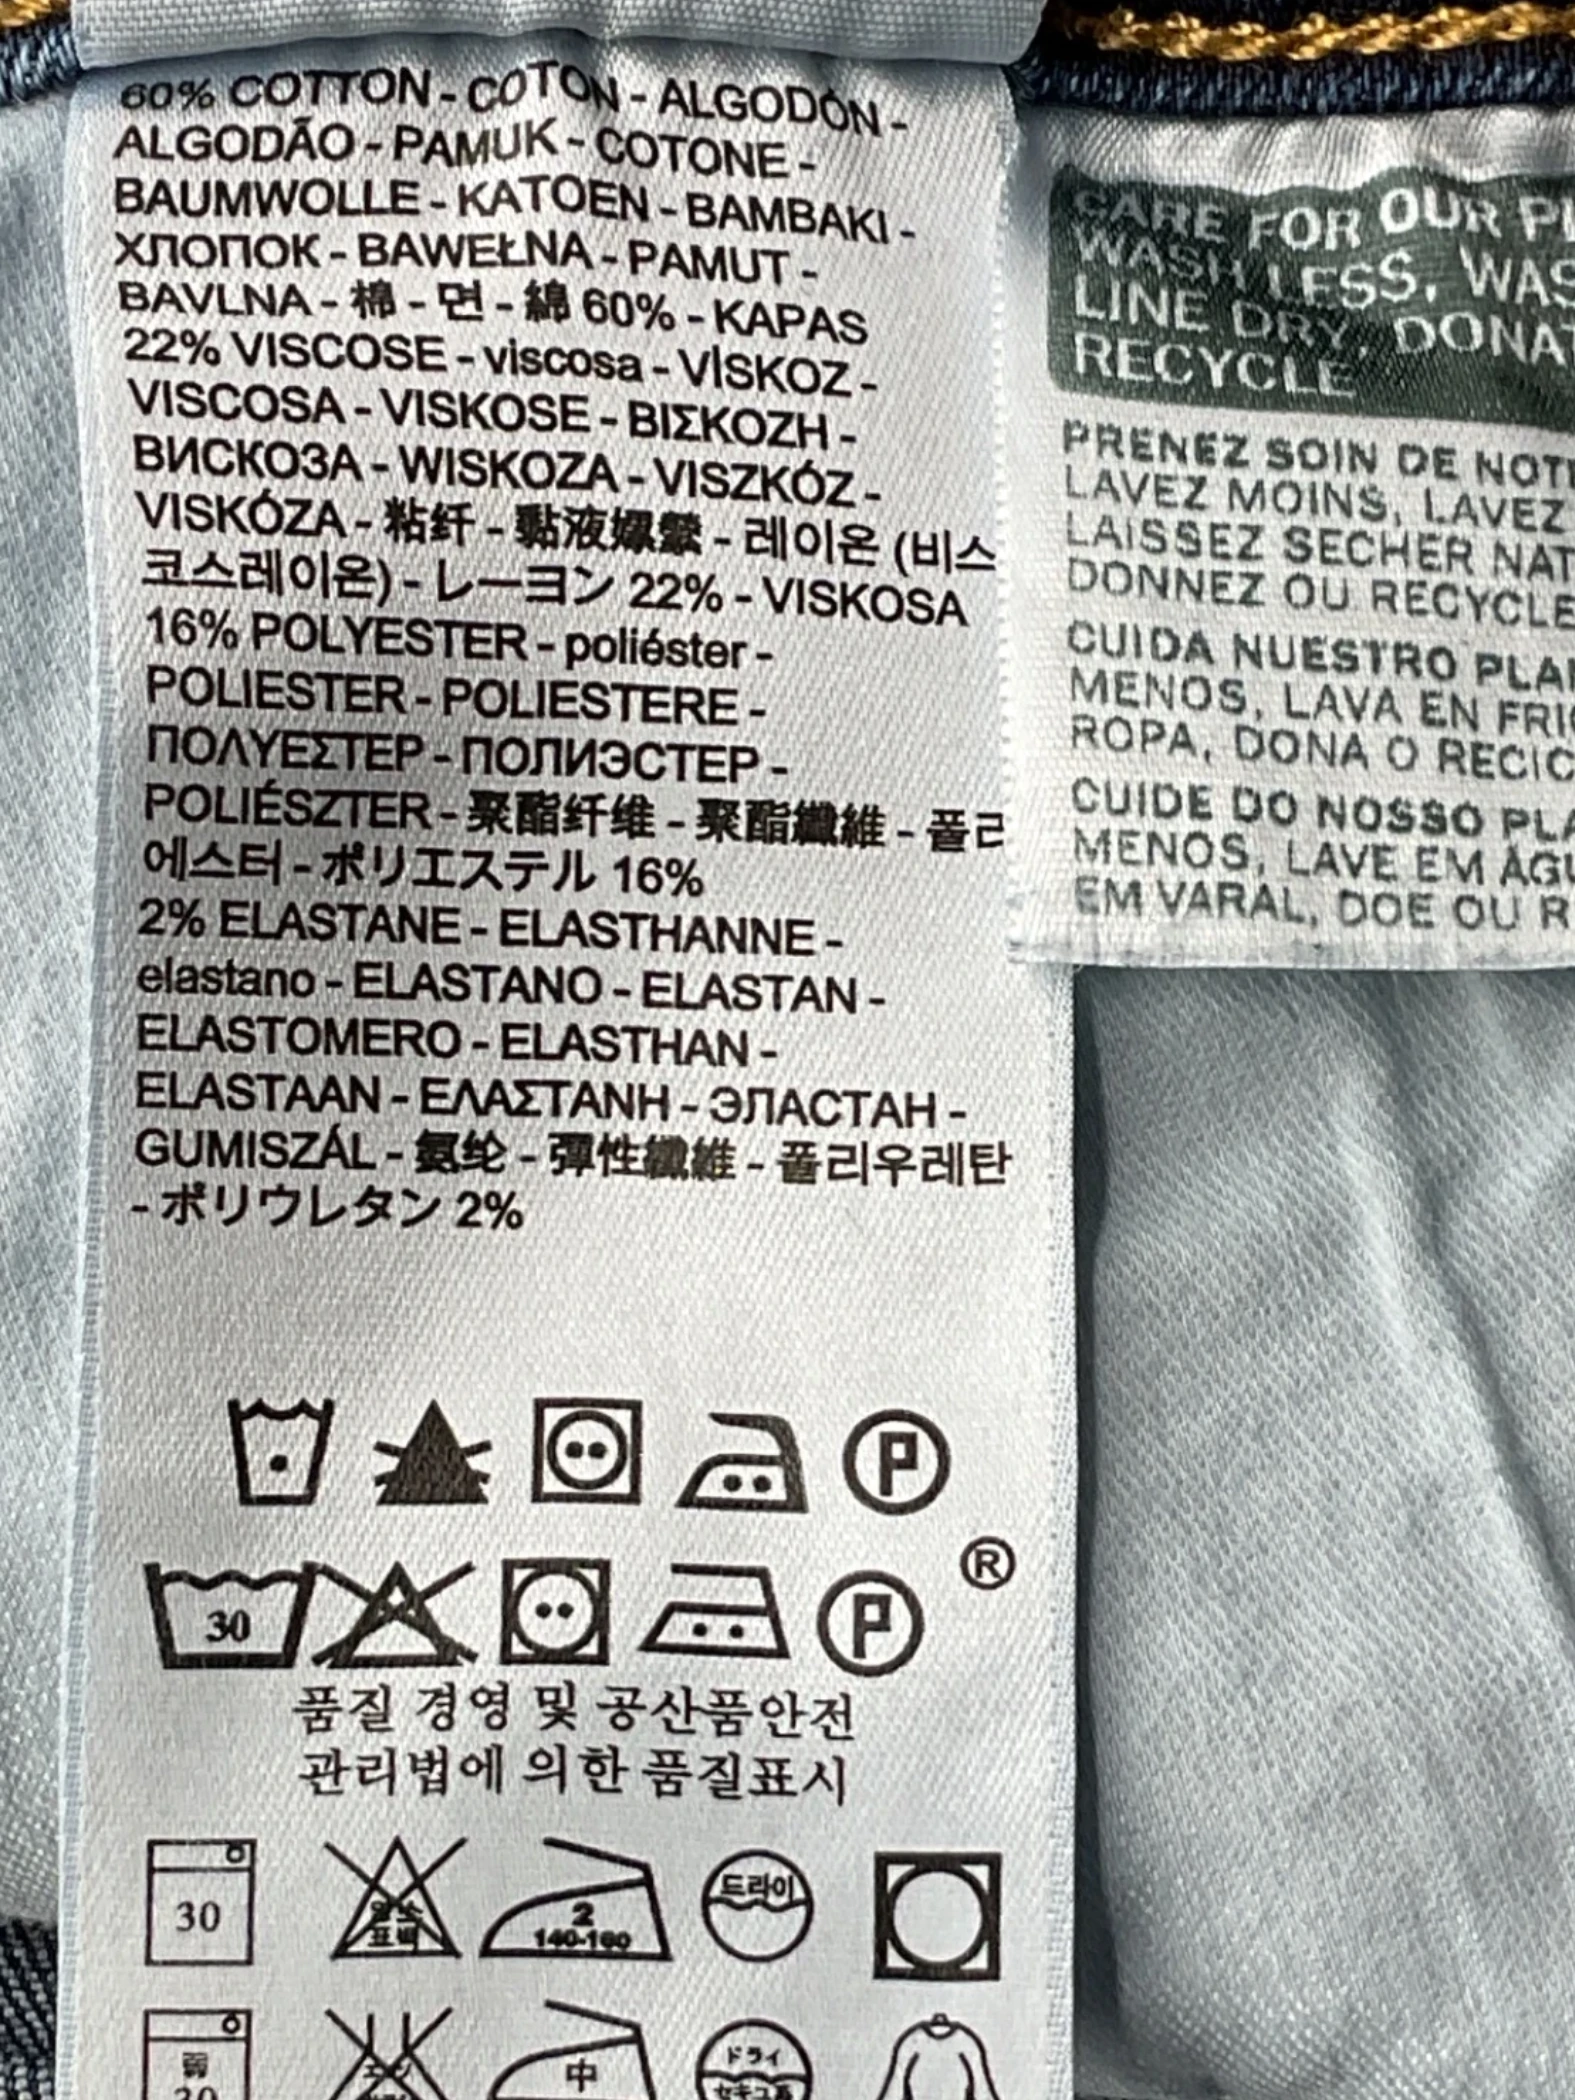 60% COTTON - COTON - ALGODÓN -
ALGODÃO - PAMUK - COTONE -
BAUMWOLLE - KATOEN - BAMBAKI -
ХЛОПОК - BAWEŁNA - PAMUT -
BAVLNA - 棉 - 면 - 綿 60% - KAPAS
22% VISCOSE - viscosa - VİSKOZ -
VISCOSA - VISKOSE - ΒΙΣΚΟΖΗ -
ВИСКОЗА - WISKOZA - VISZKÓZ -
VISKÓZA - 粘纤 - 黏液嫘縈 - 레이온 (비스
코스레이온) - レーヨン 22% - VISKOSA
16% POLYESTER - poliéster -
POLIESTER - POLIESTERE -
ΠΟΛΥΕΣΤΕΡ - ПОЛИЭСТЕР -
POLIÉSZTER - 聚酯纤维 - 聚酯纖維 - 폴리
에스터 - ポリエステル 16%
2% ELASTANE - ELASTHANNE -
elastano - ELASTANO - ELASTAN -
ELASTOMERO - ELASTHAN -
ELASTAAN - ΕΛΑΣΤΑΝΗ - ЭЛАСТАН -
GUMISZÁL - 氨纶 - 彈性纖維 - 폴리우레탄
- ポリウレタン 2%
P
®
30 P
품질 경영 및 공산품안전
관리법에 의한 품질표시
30 염소 표백 2 140-160 드라이
弱 30 中 ドライ
CARE FOR OUR PL
WASH LESS, WAS
LINE DRY, DONAT
RECYCLE
PRENEZ SOIN DE NOT
LAVEZ MOINS, LAVEZ
LAISSEZ SECHER NAT
DONNEZ OU RECYCLE
CUIDA NUESTRO PLA
MENOS, LAVA EN FRI
ROPA, DONA O RECIC
CUIDE DO NOSSO PLA
MENOS, LAVE EM ÁGU
EM VARAL, DOE OU R